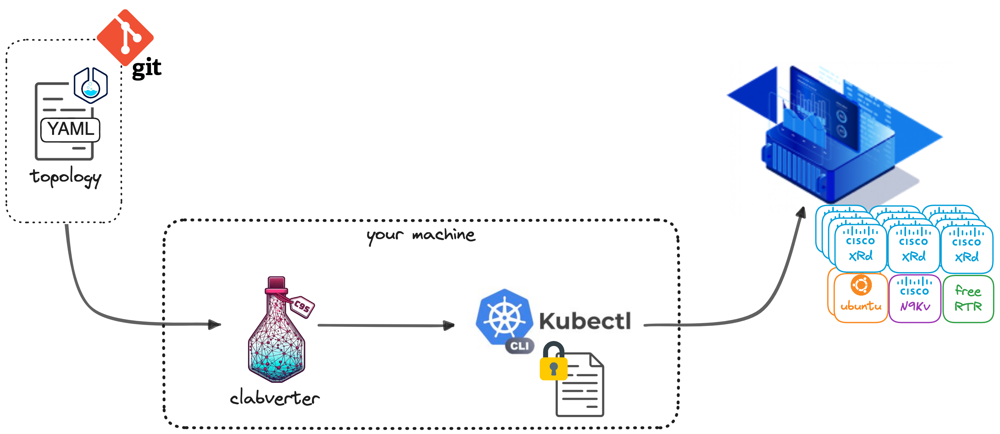 git
YAML
topology
your machine
c9s
clabverter
Kubectl
CLI
CISCO
XRd
CISCO
XRd
CISCO
XRd
ubuntu
CISCO
N9Kv
free
RTR